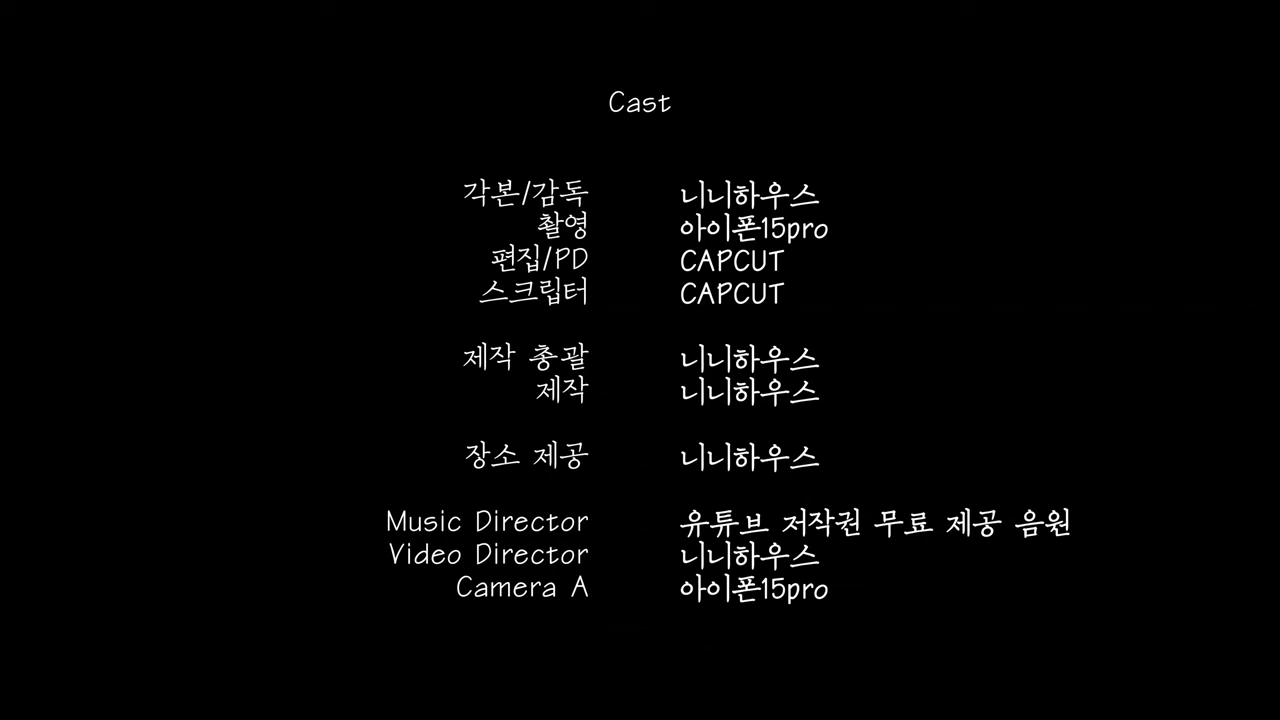 Cast
각본/감독 니니하우스
촬영 아이폰15pro
편집/PD CAPCUT
스크립터 CAPCUT
제작 총괄 니니하우스
제작 니니하우스
장소 제공 니니하우스
Music Director 유튜브 저작권 무료 제공 음원
Video Director 니니하우스
Camera A 아이폰15pro